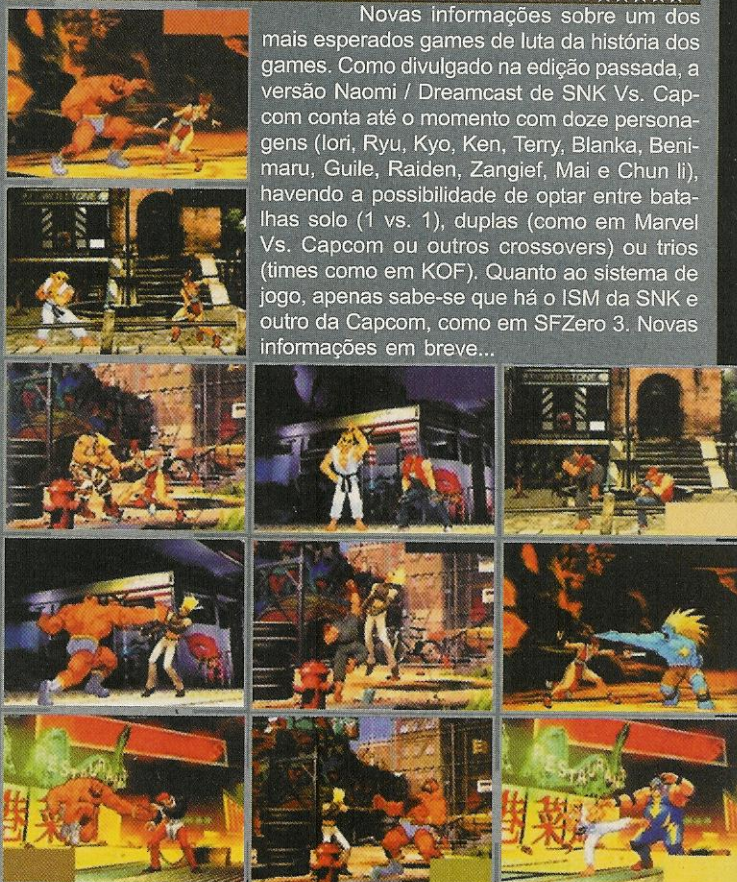 Novas informações sobre um dos
mais esperados games de luta da história dos
games. Como divulgado na edição passada, a
versão Naomi / Dreamcast de SNK Vs. Cap-
com conta até o momento com doze persona-
gens (Iori, Ryu, Kyo, Ken, Terry, Blanka, Beni-
maru, Guile, Raiden, Zangief, Mai e Chun li),
havendo a possibilidade de optar entre bata-
lhas solo (1 vs. 1), duplas (como em Marvel
Vs. Capcom ou outros crossovers) ou trios
(times como em KOF). Quanto ao sistema de
jogo, apenas sabe-se que há o ISM da SNK e
outro da Capcom, como em SFZero 3. Novas
informações em breve...